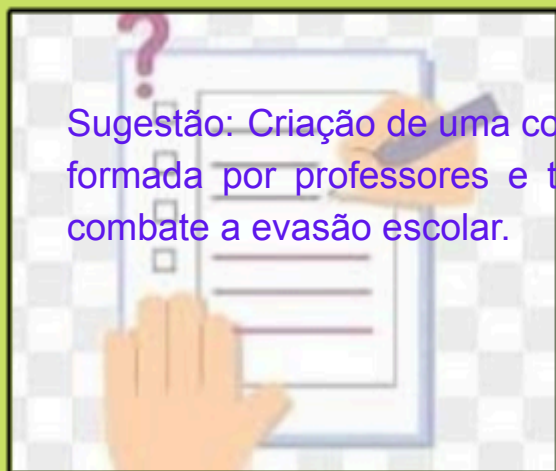 ?
Sugestão: Criação de uma co
formada por professores e t
combate a evasão escolar.